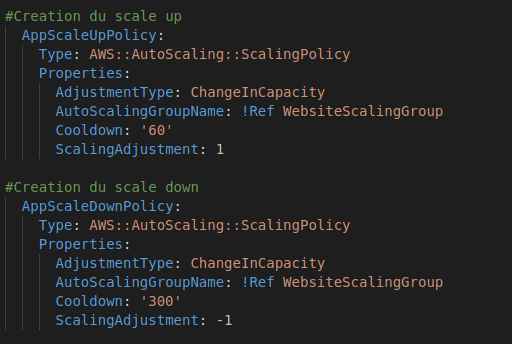 #Creation du scale up
AppScaleUpPolicy:
Type: AWS::AutoScaling::ScalingPolicy
Properties:
AdjustmentType: ChangeInCapacity
AutoScalingGroupName: !Ref WebsiteScalingGroup
Cooldown: '60'
ScalingAdjustment: 1
#Creation du scale down
AppScaleDownPolicy:
Type: AWS::AutoScaling::ScalingPolicy
Properties:
AdjustmentType: ChangeInCapacity
AutoScalingGroupName: !Ref WebsiteScalingGroup
Cooldown: '300'
ScalingAdjustment: -1